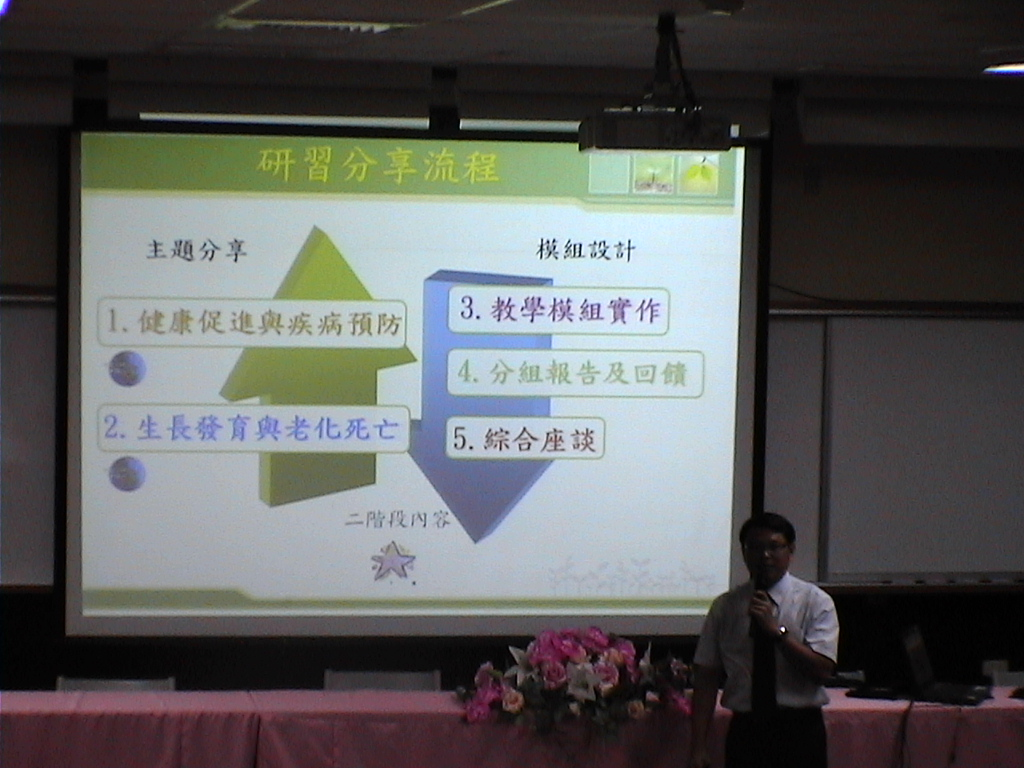 研習分享流程
主題分享
1. 健康促進與疾病預防
2. 生長發育與老化死亡
模組設計
3. 教學模組實作
4. 分組報告及回饋
5. 綜合座談
二階段內容